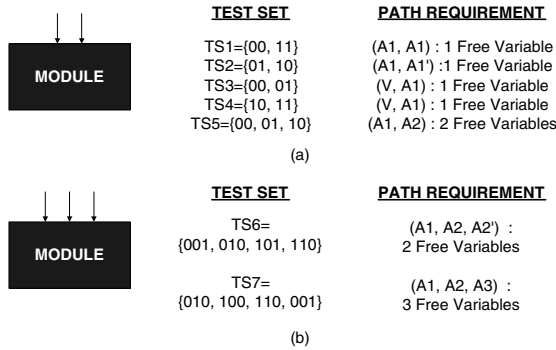 TEST SET PATH REQUIREMENT
MODULE
TS1={00, 11} (A1, A1) : 1 Free Variable
TS2={01, 10} (A1, A1') :1 Free Variable
TS3={00, 01} (V, A1) : 1 Free Variable
TS4={10, 11} (V, A1) : 1 Free Variable
TS5={00, 01, 10} (A1, A2) : 2 Free Variables
(a)
TEST SET PATH REQUIREMENT
MODULE
TS6= (A1, A2, A2') :
{001, 010, 101, 110} 2 Free Variables
TS7= (A1, A2, A3) :
{010, 100, 110, 001} 3 Free Variables
(b)